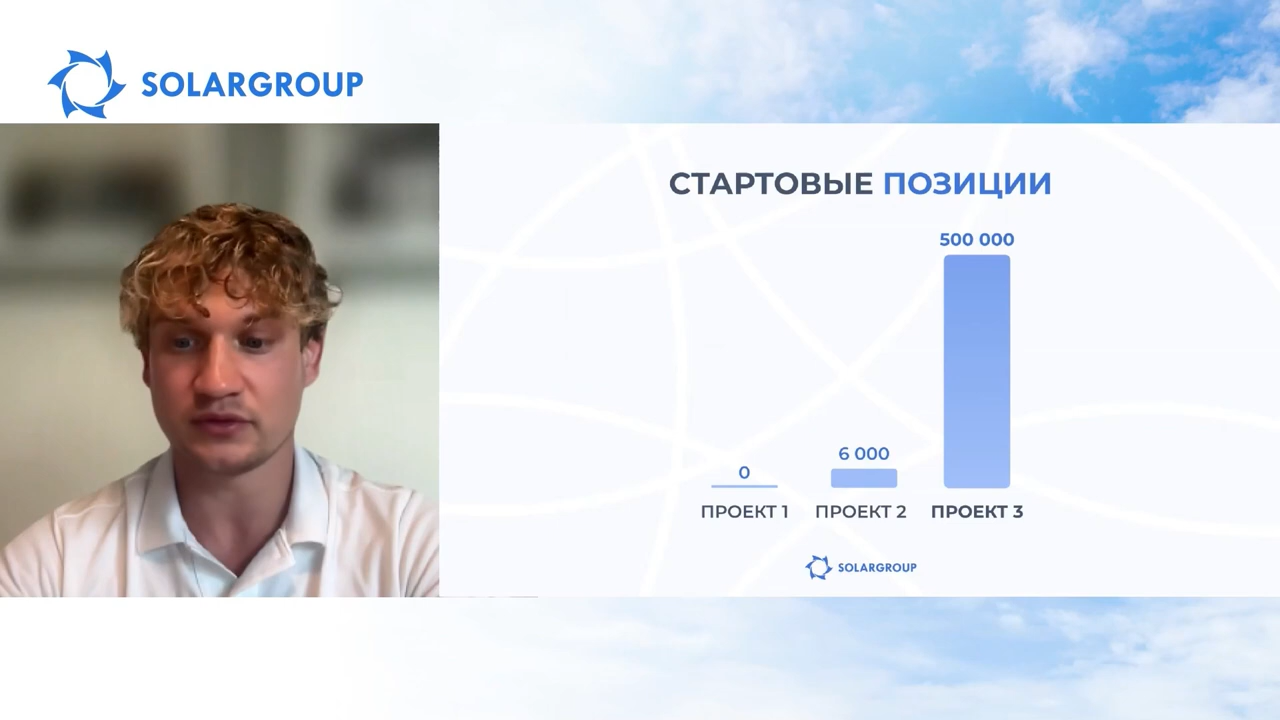 SOLARGROUP
СТАРТОВЫЕ ПОЗИЦИИ
500 000
6 000
0
ПРОЕКТ 1 ПРОЕКТ 2 ПРОЕКТ 3
SOLARGROUP